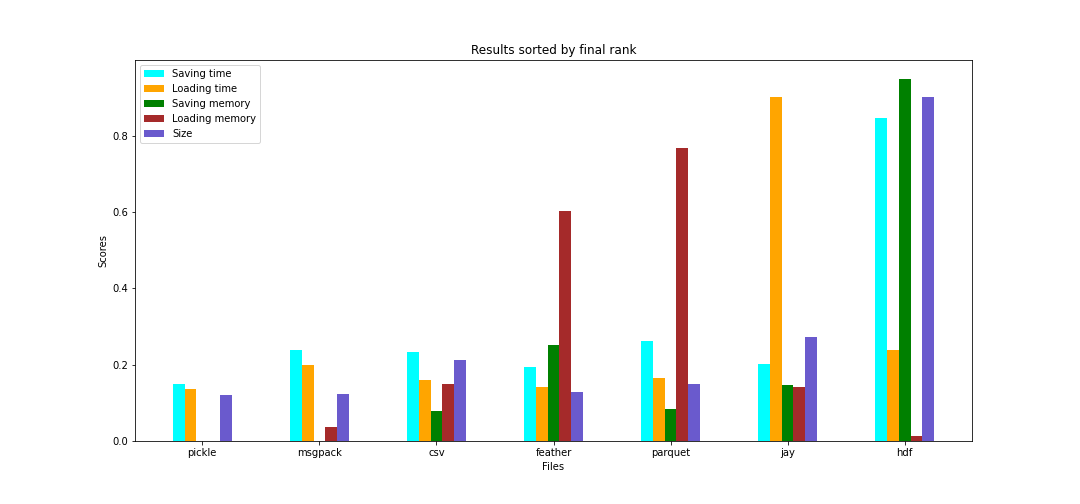 Results sorted by final rank
Saving time
Loading time
Saving memory
Loading memory
Size
Scores
0.8
0.6
0.4
0.2
0.0
pickle msgpack csv feather parquet jay hdf
Files